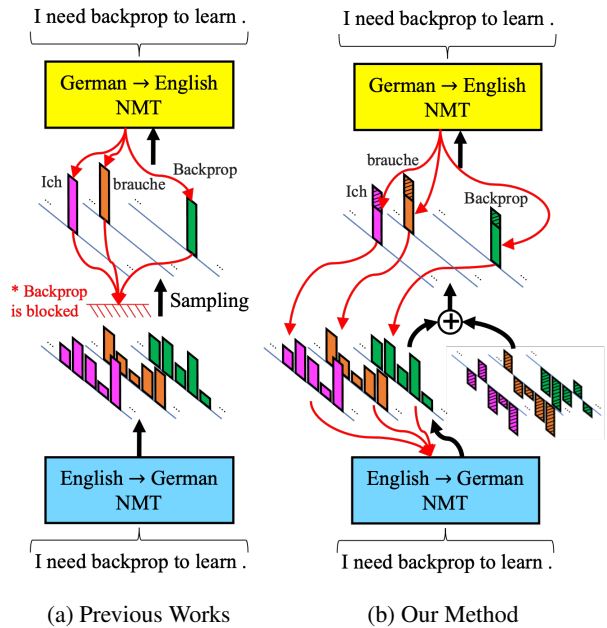 I need backprop to learn .
German → English
NMT
Ich
brauche
Backprop
* Backprop
is blocked
Sampling
English → German
NMT
I need backprop to learn .
(a) Previous Works
I need backprop to learn .
German → English
NMT
brauche
Ich
Backprop
+
English → German
NMT
I need backprop to learn .
(b) Our Method